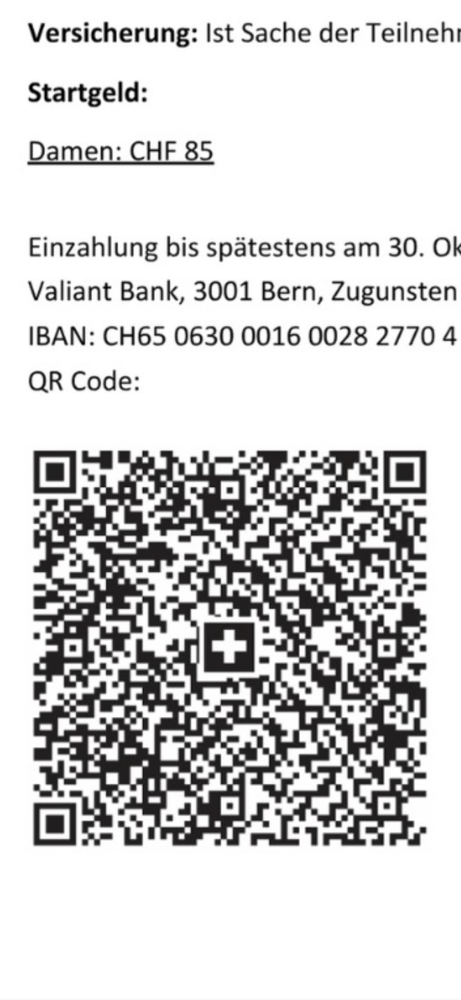 Versicherung: Ist Sache der
Startgeld:
Damen: CHF 85
Einzahlung bis spätestens am 30.
Valiant Bank, 3001 Bern, Zugunsten
IBAN: CH65 0630 0016 0028 2770 4
QR Code: